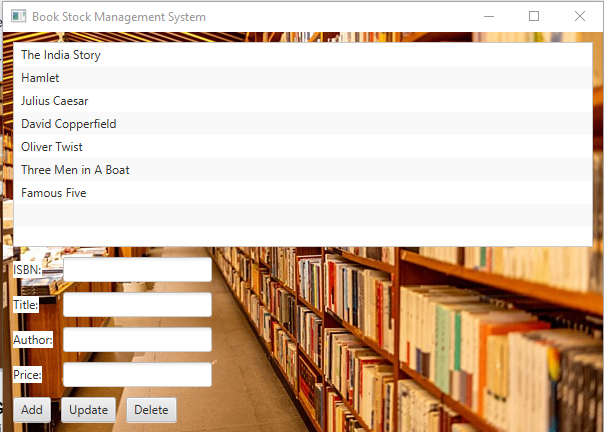 Book Stock Management System
The India Story
Hamlet
Julius Caesar
David Copperfield
Oliver Twist
Three Men in A Boat
Famous Five
ISBN:
Title:
Author:
Price:
Add Update Delete